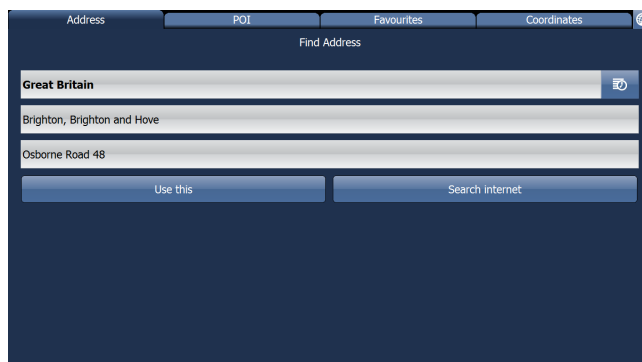 Address POI Favourites Coordinates
Find Address
Great Britain
Brighton, Brighton and Hove
Osborne Road 48
Use this Search internet